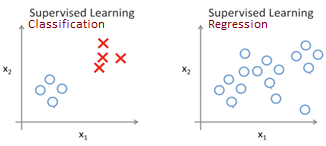 Supervised Learning
Classification
x2
x1
Supervised Learning
Regression
x2
x1